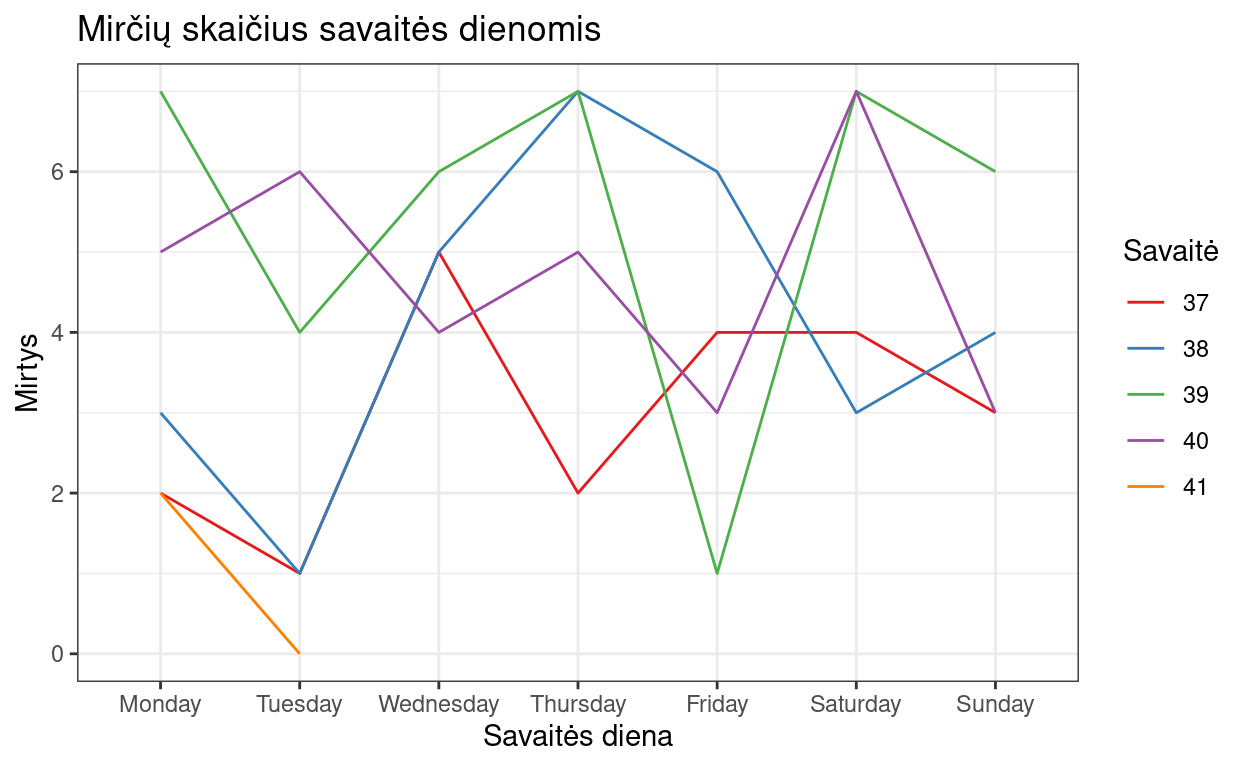 Mirčių skaičius savaitės dienomis
Mirtys
6
4
2
0
Monday Tuesday Wednesday Thursday Friday Saturday Sunday
Savaitės diena
Savaitė
37
38
39
40
41